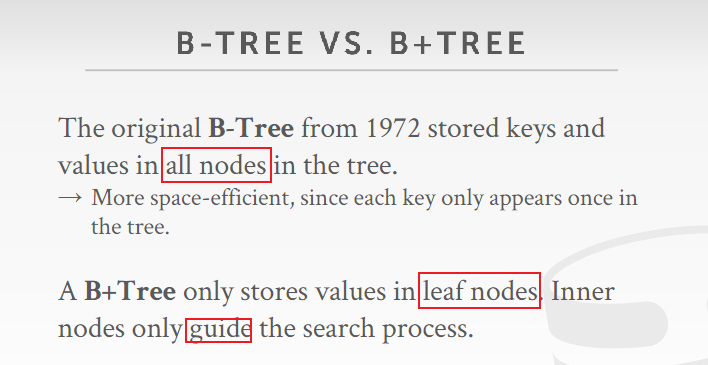 B-TREE VS. B+TREE
The original B-Tree from 1972 stored keys and
values in all nodes in the tree.
→ More space-efficient, since each key only appears once in
the tree.
A B+Tree only stores values in leaf nodes. Inner
nodes only guide the search process.